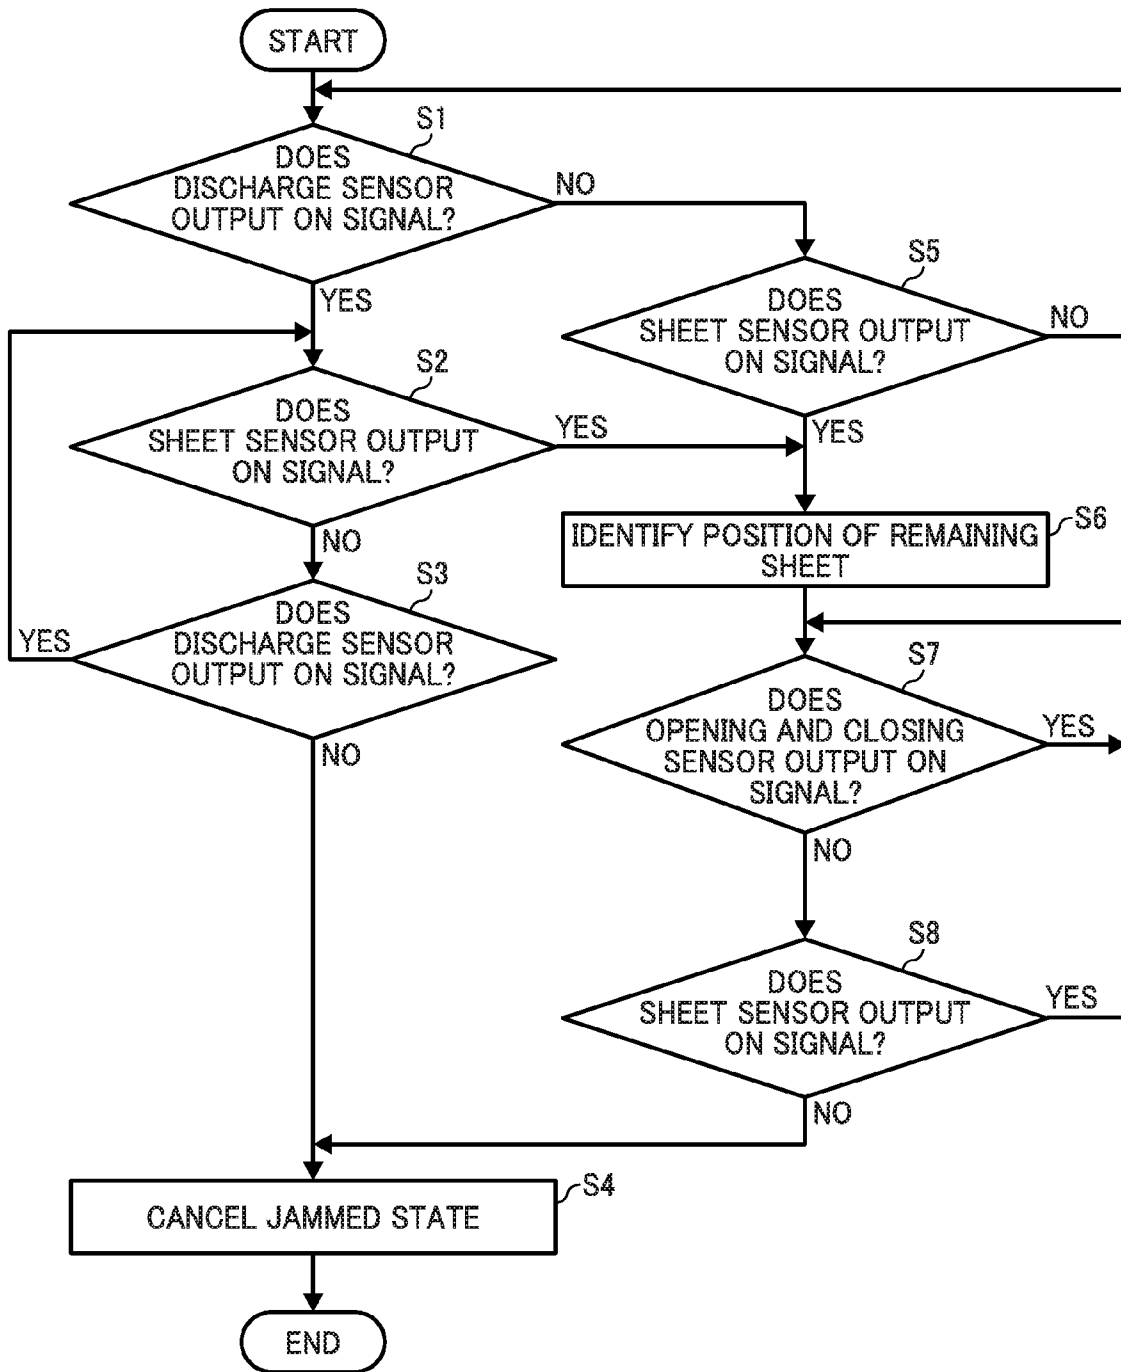 START
S1
DOES
DISCHARGE SENSOR
OUTPUT ON SIGNAL?
NO
YES
S5
DOES
SHEET SENSOR OUTPUT
ON SIGNAL?
NO
YES
S2
DOES
SHEET SENSOR OUTPUT
ON SIGNAL?
YES
NO
S6
IDENTIFY POSITION OF REMAINING
SHEET
S3
DOES
DISCHARGE SENSOR
OUTPUT ON SIGNAL?
YES
NO
S7
DOES
OPENING AND CLOSING
SENSOR OUTPUT ON
SIGNAL?
YES
NO
S8
DOES
SHEET SENSOR OUTPUT
ON SIGNAL?
YES
NO
S4
CANCEL JAMMED STATE
END